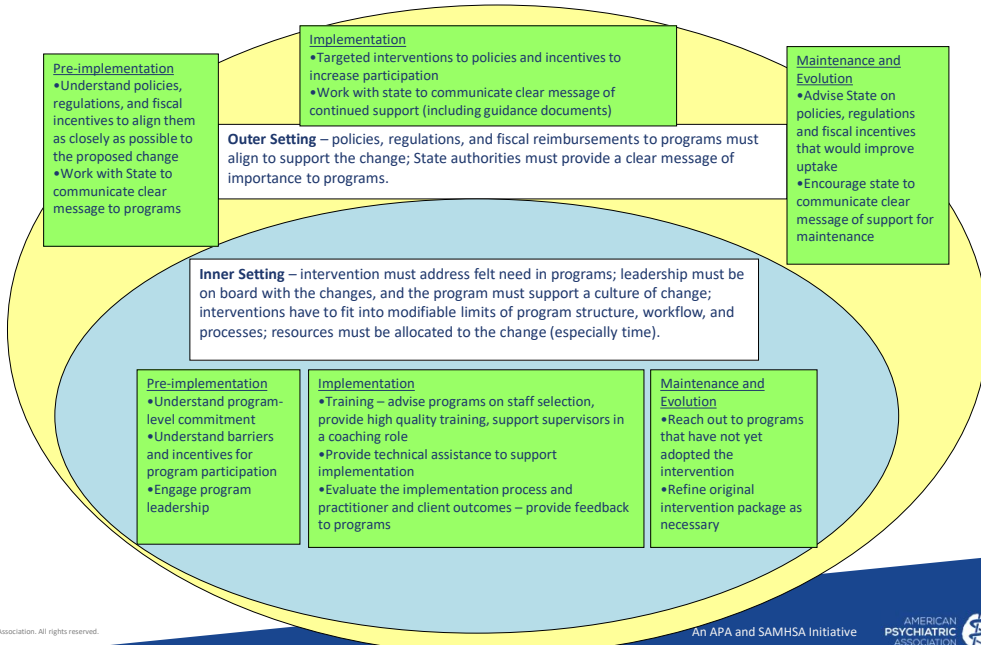 Implementation
•Targeted interventions to policies and incentives to
increase participation
•Work with state to communicate clear message of
continued support (including guidance documents)
Pre-implementation
•Understand policies,
regulations, and fiscal
incentives to align them
as closely as possible to
the proposed change
•Work with State to
communicate clear
message to programs
Maintenance and
Evolution
•Advise State on
policies, regulations
and fiscal incentives
that would improve
uptake
•Encourage state to
communicate clear
message of support for
maintenance
Outer Setting – policies, regulations, and fiscal reimbursements to programs must
align to support the change; State authorities must provide a clear message of
importance to programs.
Inner Setting – intervention must address felt need in programs; leadership must be
on board with the changes, and the program must support a culture of change;
interventions have to fit into modifiable limits of program structure, workflow, and
processes; resources must be allocated to the change (especially time).
Pre-implementation
•Understand program-
level commitment
•Understand barriers
and incentives for
program participation
•Engage program
leadership
Implementation
•Training – advise programs on staff selection,
provide high quality training, support supervisors in
a coaching role
•Provide technical assistance to support
implementation
•Evaluate the implementation process and
practitioner and client outcomes – provide feedback
to programs
Maintenance and
Evolution
•Reach out to programs
that have not yet
adopted the
intervention
•Refine original
intervention package as
necessary
Association. All rights reserved.
An APA and SAMHSA Initiative
AMERICAN
PSYCHIATRIC
ASSOCIATION